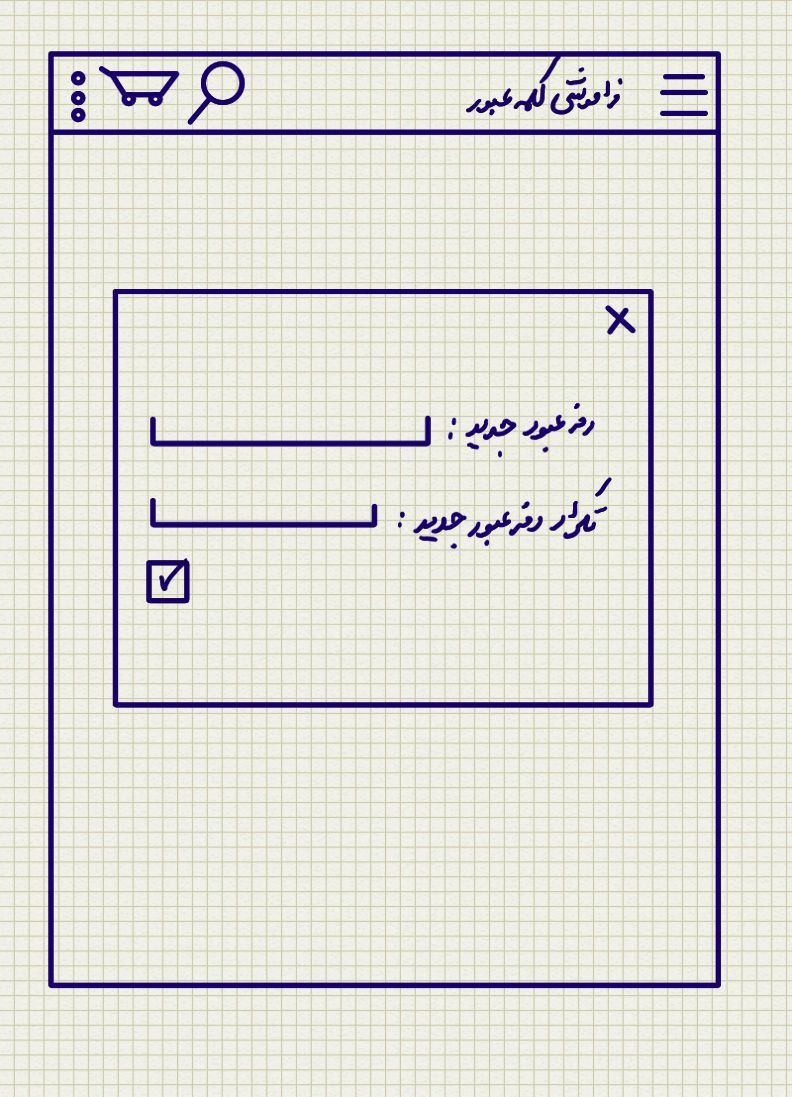 فراموشی کلمه عبور
رمز عبور جدید :
تکرار رمز عبور جدید :